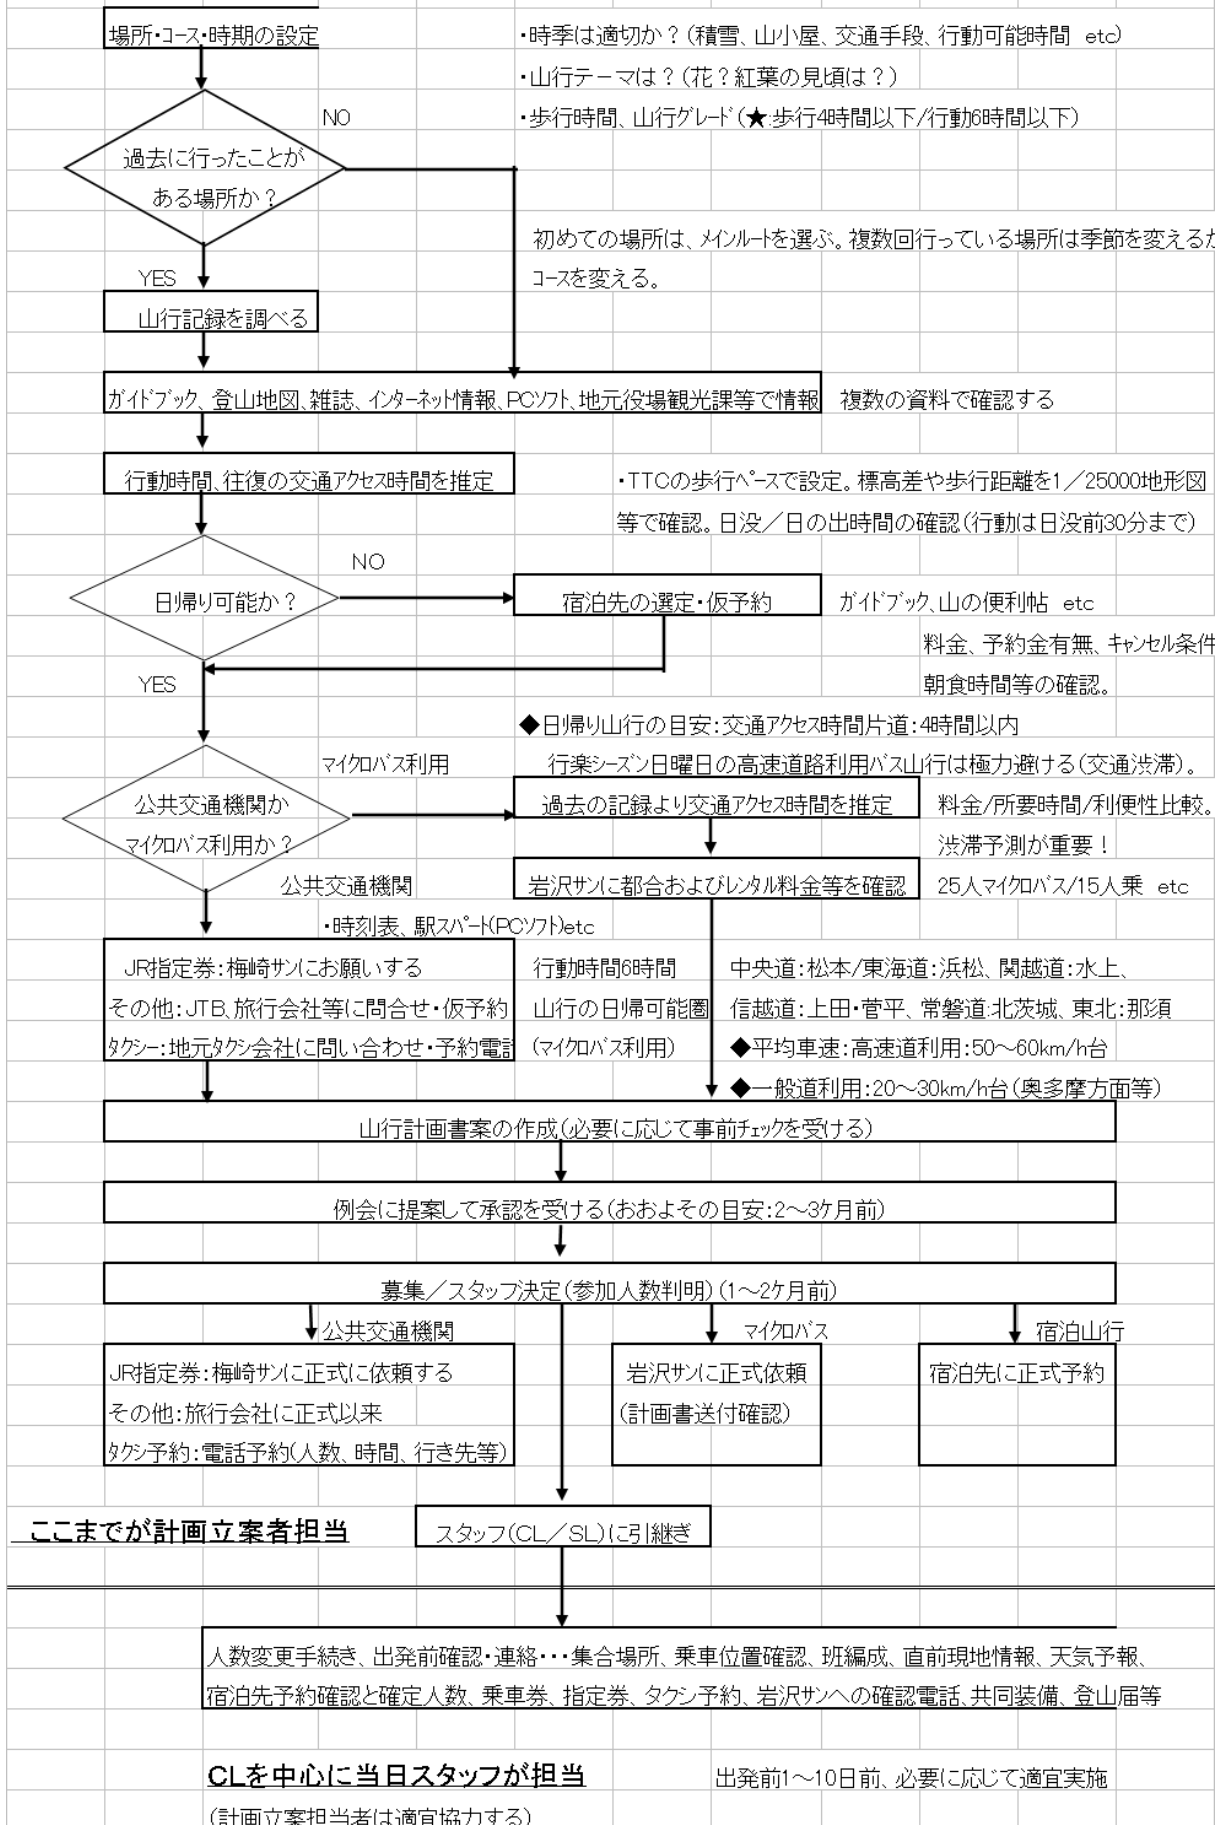 場所・コース・時期の設定
・時季は適切か？（積雪、山小屋、交通手段、行動可能時間　etc）
・山行テーマは？（花？紅葉の見頃は？）
NO
・歩行時間、山行グレード（★:歩行4時間以下/行動6時間以下）
過去に行ったことが
ある場所か？
初めての場所は、メインルートを選ぶ。複数回行っている場所は季節を変えるか
コースを変える。
YES
山行記録を調べる
ガイドブック、登山地図、雑誌、インターネット情報、PCソフト、地元役場観光課等で情報
複数の資料で確認する
行動時間、往復の交通アクセス時間を推定
・TTCの歩行ペースで設定。標高差や歩行距離を1／25000地形図
等で確認。日没／日の出時間の確認（行動は日没前30分まで）
NO
日帰り可能か？
宿泊先の選定・仮予約
ガイドブック、山の便利帖　etc
料金、予約金有無、キャンセル条件
YES
朝食時間等の確認。
◆日帰り山行の目安：交通アクセス時間片道：4時間以内
マイクロバス利用
行楽シーズン日曜日の高速道路利用バス山行は極力避ける（交通渋滞）。
公共交通機関か
マイクロバス利用か？
過去の記録より交通アクセス時間を推定
料金/所要時間/利便性比較。
渋滞予測が重要！
公共交通機関
岩沢サンに都合およびレンタル料金等を確認
25人マイクロバス/15人乗　etc
・時刻表、駅スパート(PCソフト)etc
JR指定券：梅崎サンにお願いする
その他：JTB、旅行会社等に問合せ・仮予約
タクシー：地元タクシ会社に問い合わせ・予約電話
行動時間6時間
山行の日帰可能圏
（マイクロバス利用）
中央道：松本/東海道：浜松、関越道：水上、
信越道：上田・菅平、常磐道:北茨城、東北：那須
◆平均車速：高速道利用：50～60km/h台
◆一般道利用：20～30km/h台（奥多摩方面等）
山行計画書案の作成（必要に応じて事前チェックを受ける）
例会に提案して承認を受ける（おおよその目安：2～3ケ月前）
募集／スタッフ決定（参加人数判明）（1～2ケ月前）
公共交通機関
マイクロバス
宿泊山行
JR指定券：梅崎サンに正式に依頼する
その他：旅行会社に正式以来
タクシ予約：電話予約(人数、時間、行き先等)
岩沢サンに正式依頼
（計画書送付確認）
宿泊先に正式予約
ここまでが計画立案者担当
スタッフ（CL／SL）に引継ぎ
人数変更手続き、出発前確認・連絡・・・集合場所、乗車位置確認、班編成、直前現地情報、天気予報、
宿泊先予約確認と確定人数、乗車券、指定券、タクシ予約、岩沢サンへの確認電話、共同装備、登山届等
CLを中心に当日スタッフが担当
出発前1～10日前、必要に応じて適宜実施
（計画立案担当者は適宜協力する）